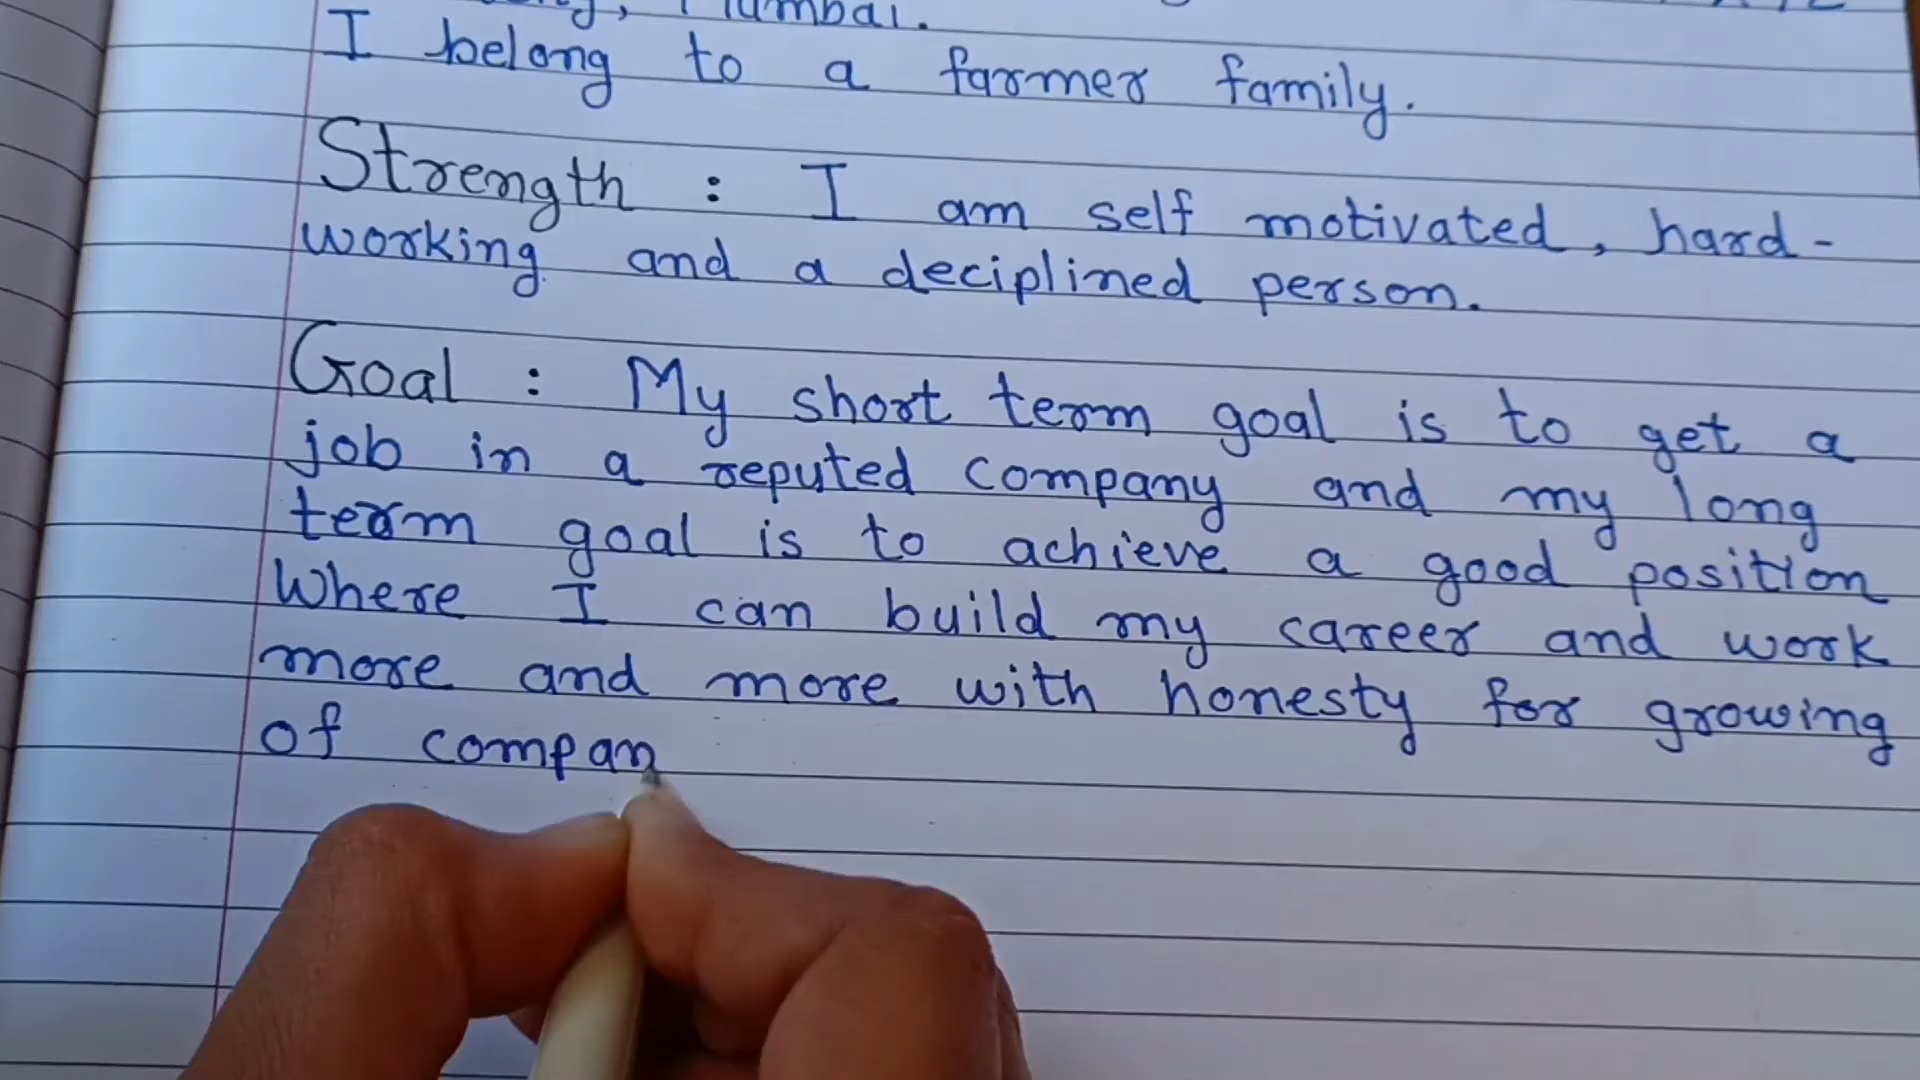 Mumbai.
I belong to a farmer family.
Strength : I am self motivated, hard-
working and a deciplined person.
Goal : My short term goal is to get a
job in a reputed company and my long
term goal is to achieve a good position
Where I can build my career and work
more and more with honesty for growing
of compan